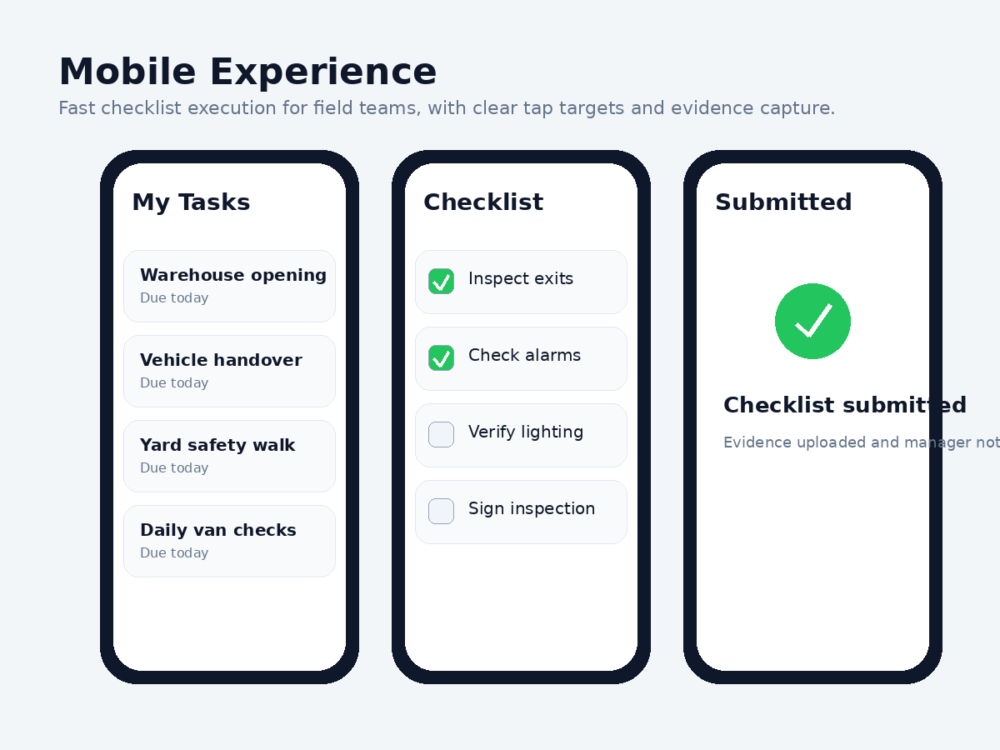 Mobile Experience
Fast checklist execution for field teams, with clear tap targets and evidence capture.
My Tasks
Warehouse opening
Due today
Vehicle handover
Due today
Yard safety walk
Due today
Daily van checks
Due today
Checklist
Inspect exits
Check alarms
Verify lighting
Sign inspection
Submitted
Checklist submitted
Evidence uploaded and manager not